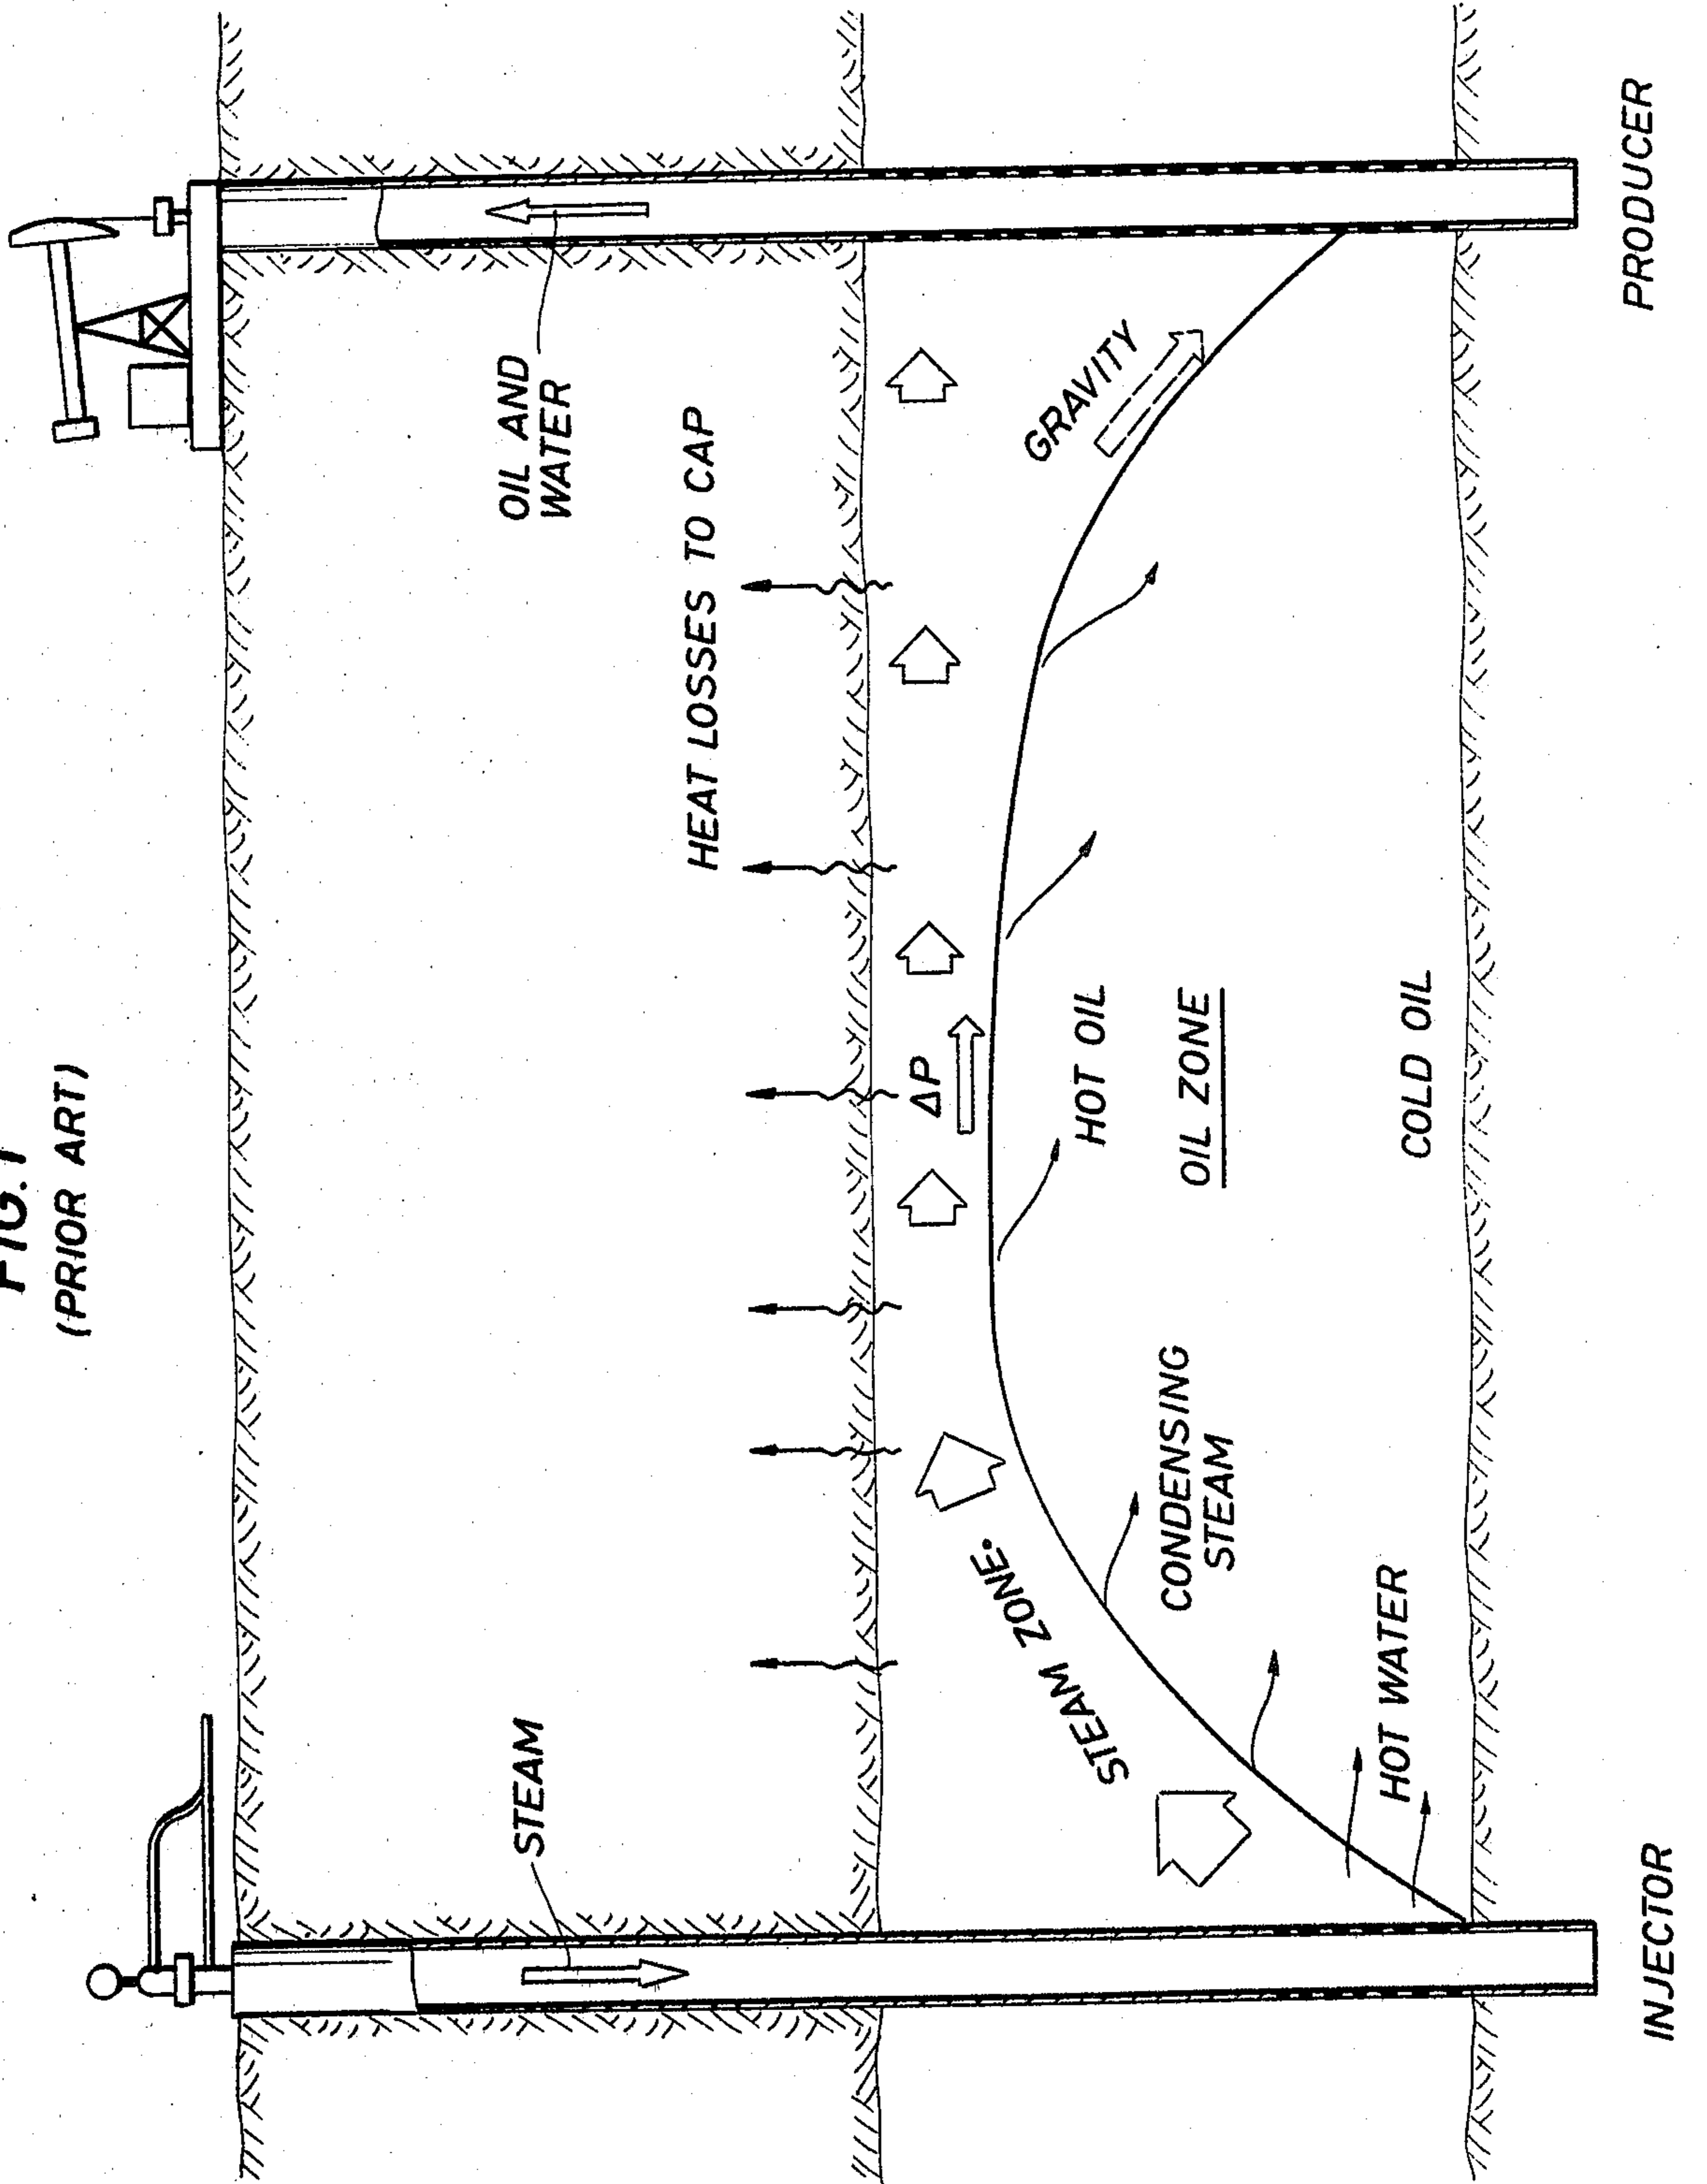 FIG. 1
(PRIOR ART)
STEAM
OIL AND
WATER
HEAT LOSSES TO CAP
ΔP
STEAM ZONE.
GRAVITY
HOT OIL
CONDENSING
STEAM
OIL ZONE
HOT WATER
COLD OIL
INJECTOR
PRODUCER